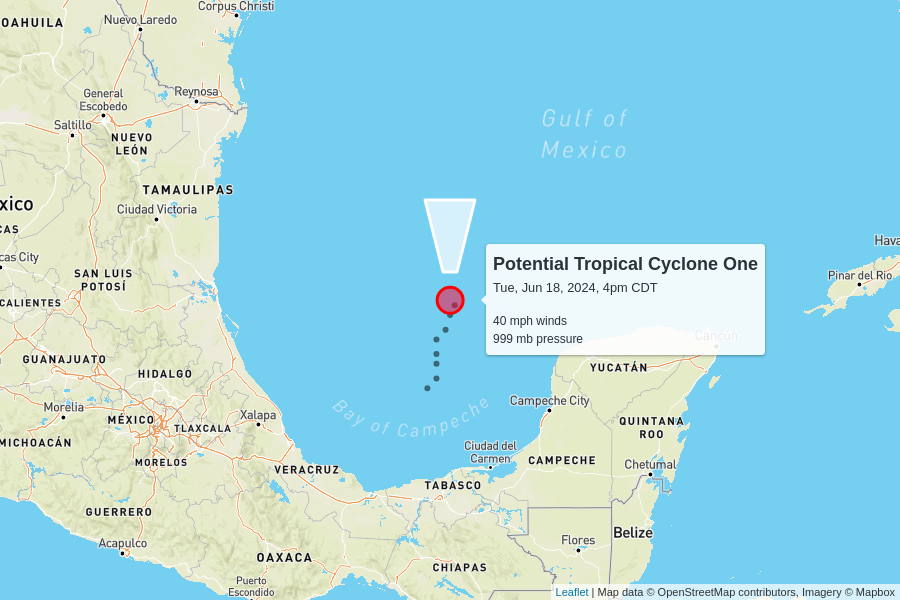 Corpus Christi
OAHUILA
Nuevo Laredo
General
Escobedo
Reynosa
Saltillo
NUEVO
LEÓN
Gulf of
Mexico
TAMAULIPAS
xico
Ciudad Victoria
CAS
cas City
SAN LUIS
POTOSÍ
CALIENTES
Potential Tropical Cyclone One
Tue, Jun 18, 2024, 4pm CDT
40 mph winds
999 mb pressure
Hava
Pinar del Río
Cancún
GUANAJUATO
HIDALGO
YUCATÁN
Morelia
MÉXICO
TLAXCALA
Xalapa
Bay of Campeche
Campeche City
QUINTANA
ROO
MICHOACÁN
MORELOS
VERACRUZ
Ciudad del
Carmen
CAMPECHE
Chetumal
TABASCO
GUERRERO
Acapulco
OAXACA
Belize
Flores
CHIAPAS
Puerto
Escondido
Leaflet | Map data © OpenStreetMap contributors, Imagery © Mapbox